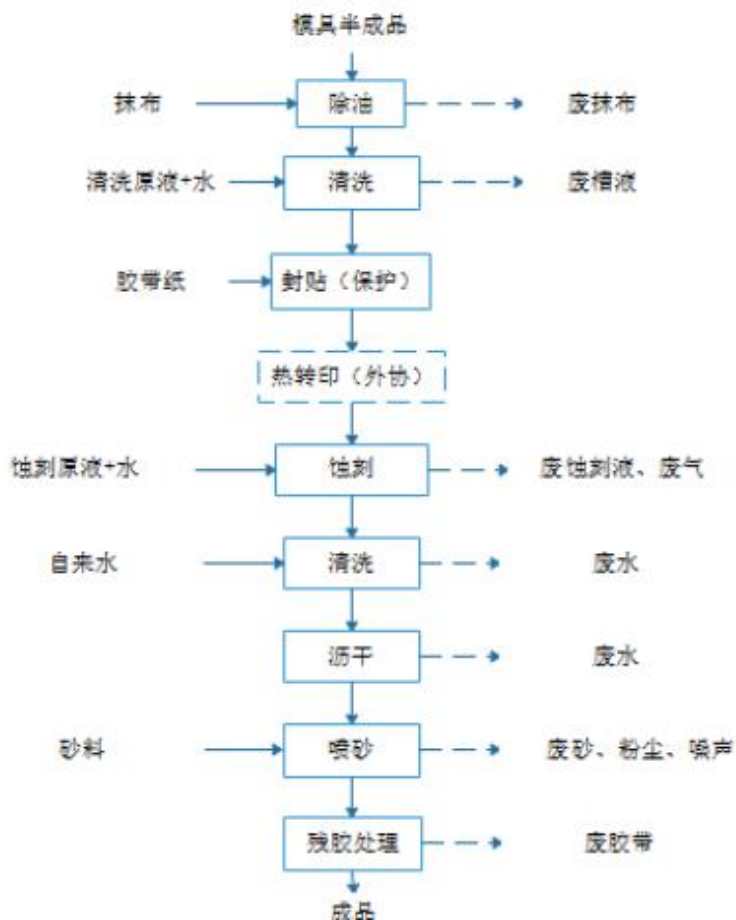 模具半成品
抹布 除油 废抹布
清洗原液+水 清洗 废槽液
胶带纸 封贴（保护）
热转印（外协）
蚀刻原液+水 蚀刻 废蚀刻液、废气
自来水 清洗 废水
沥干 废水
砂料 喷砂 废砂、粉尘、噪声
残胶处理 废胶带
成品